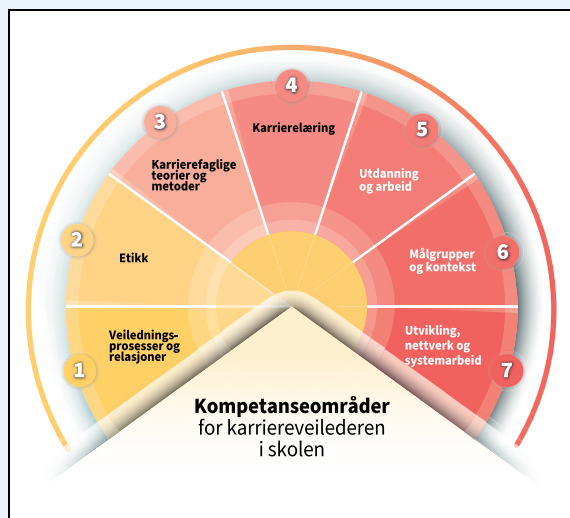 1
Veilednings-
prosesser og
relasjoner
2
Etikk
3
Karrierefaglige
teorier og
metoder
4
Karrierelæring
5
Utdanning
og arbeid
6
Målgrupper
og kontekst
7
Utvikling,
nettverk og
systemarbeid
Kompetanseområder
for karriereveilederen
i skolen